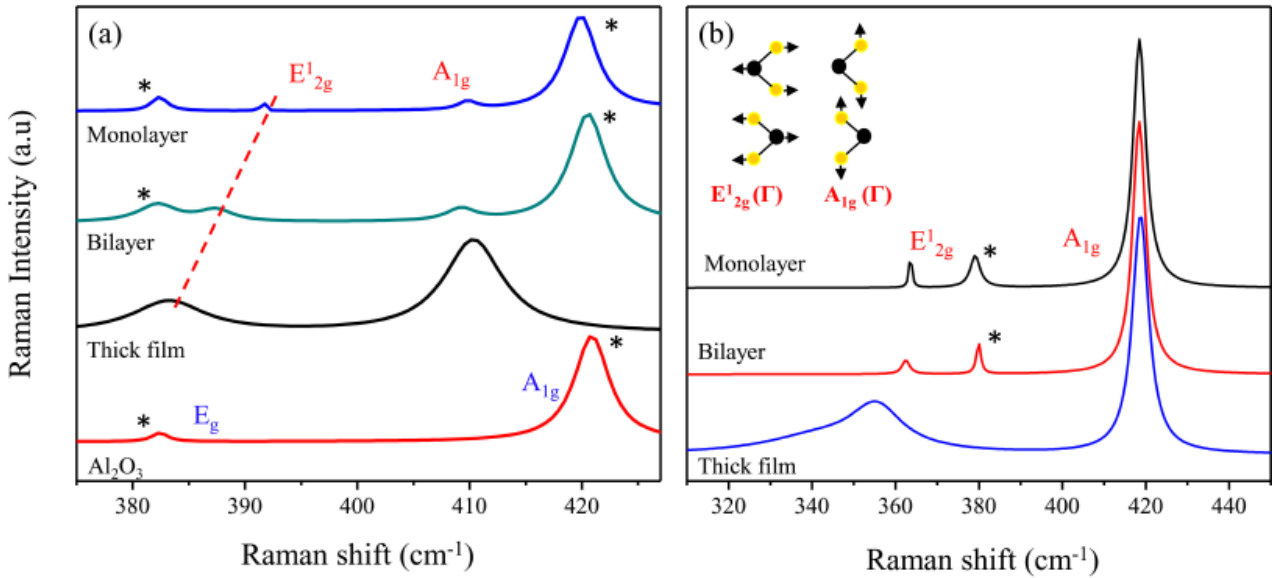 Raman Intensity (a.u)
(a)
*
E¹₂g
A₁g
*
Monolayer
*
*
Bilayer
Thick film
*
Eg
A₁g
*
Al₂O₃
380 390 400 410 420
Raman shift (cm⁻¹)
(b)
E¹₂g (Γ) A₁g (Γ)
E¹₂g
*
A₁g
Monolayer
*
Bilayer
Thick film
320 340 360 380 400 420 440
Raman shift (cm⁻¹)